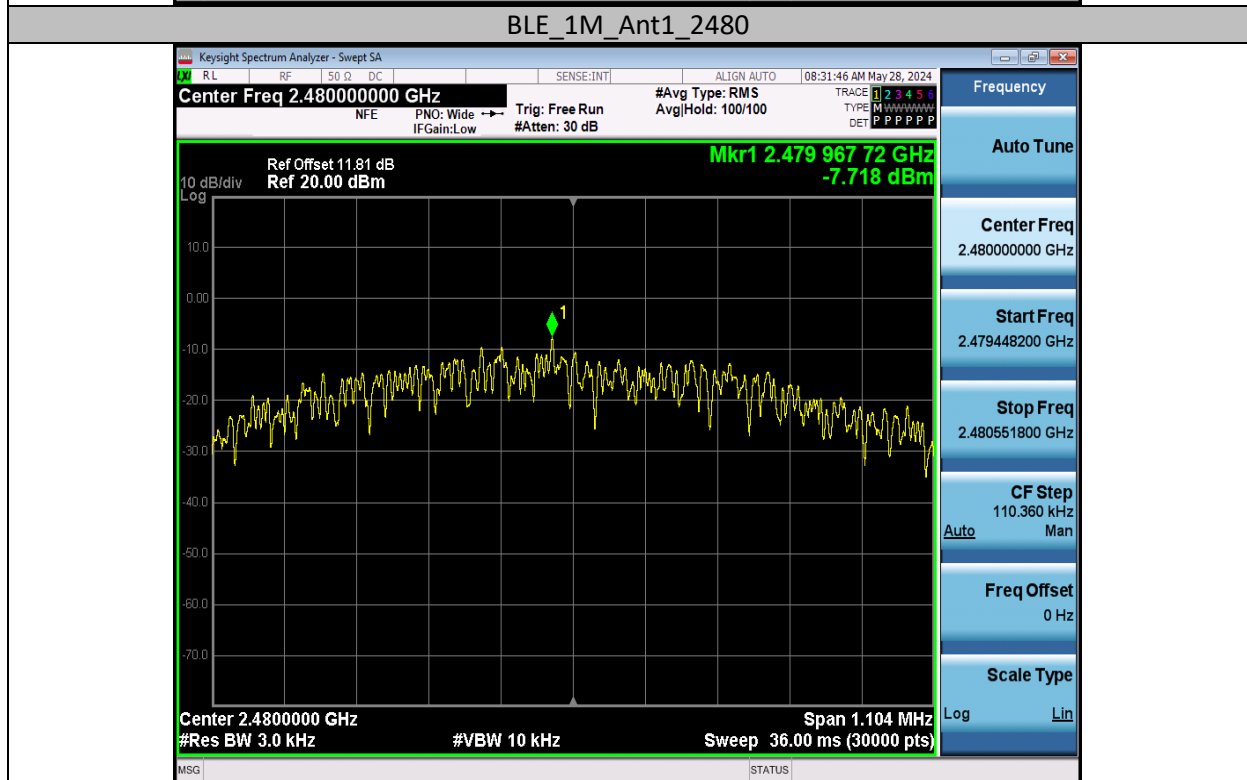 BLE_1M_Ant1_2480
Keysight Spectrum Analyzer - Swept SA
LXI RL RF 50 Ω DC SENSE:INT ALIGN AUTO 08:31:46 AM May 28, 2024
Center Freq 2.480000000 GHz
NFE
PNO: Wide
IFGain:Low
Trig: Free Run
#Atten: 30 dB
#Avg Type: RMS
Avg|Hold: 100/100
TRACE 1 2 3 4 5 6
TYPE M WWWWW
DET P P P P P P
Mkr1 2.479 967 72 GHz
-7.718 dBm
Ref Offset 11.81 dB
10 dB/div Ref 20.00 dBm
Log
10.0
0.00
1
-10.0
-20.0
-30.0
-40.0
-50.0
-60.0
-70.0
Center 2.4800000 GHz Span 1.104 MHz
#Res BW 3.0 kHz #VBW 10 kHz Sweep 36.00 ms (30000 pts)
MSG STATUS
Frequency
Auto Tune
Center Freq
2.480000000 GHz
Start Freq
2.479448200 GHz
Stop Freq
2.480551800 GHz
CF Step
110.360 kHz
Auto Man
Freq Offset
0 Hz
Scale Type
Log Lin